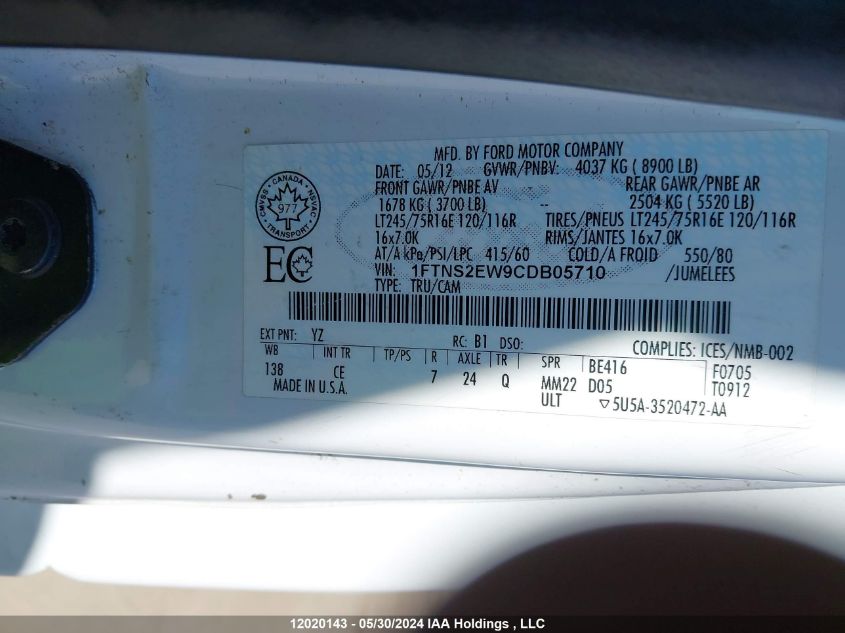 MFD. BY FORD MOTOR COMPANY
DATE: 05/12 GVWR/PNBV: 4037 KG ( 8900 LB)
FRONT GAWR/PNBE AV REAR GAWR/PNBE AR
1678 KG ( 3700 LB) 2504 KG ( 5520 LB)
LT245/75R16E 120/116R TIRES/PNEUS LT245/75R16E 120/116R
16x7.0K RIMS/JANTES 16x7.0K
AT/A kPa/PSI/LPC 415/60 COLD/A FROID 550/80
VIN: 1FTNS2EW9CDB05710 /JUMELEES
TYPE: TRU/CAM
CANADA
CMVSS NSVAC
977
TRANSPORT
EC
EXT PNT: YZ RC: B1 DSO: COMPLIES: ICES/NMB-002
WB INT TR TP/PS R AXLE TR SPR BE416 F0705
138 CE 7 24 Q MM22 D05 T0912
MADE IN U.S.A. ULT ▽5U5A-3520472-AA
12020143 - 05/30/2024 IAA Holdings , LLC